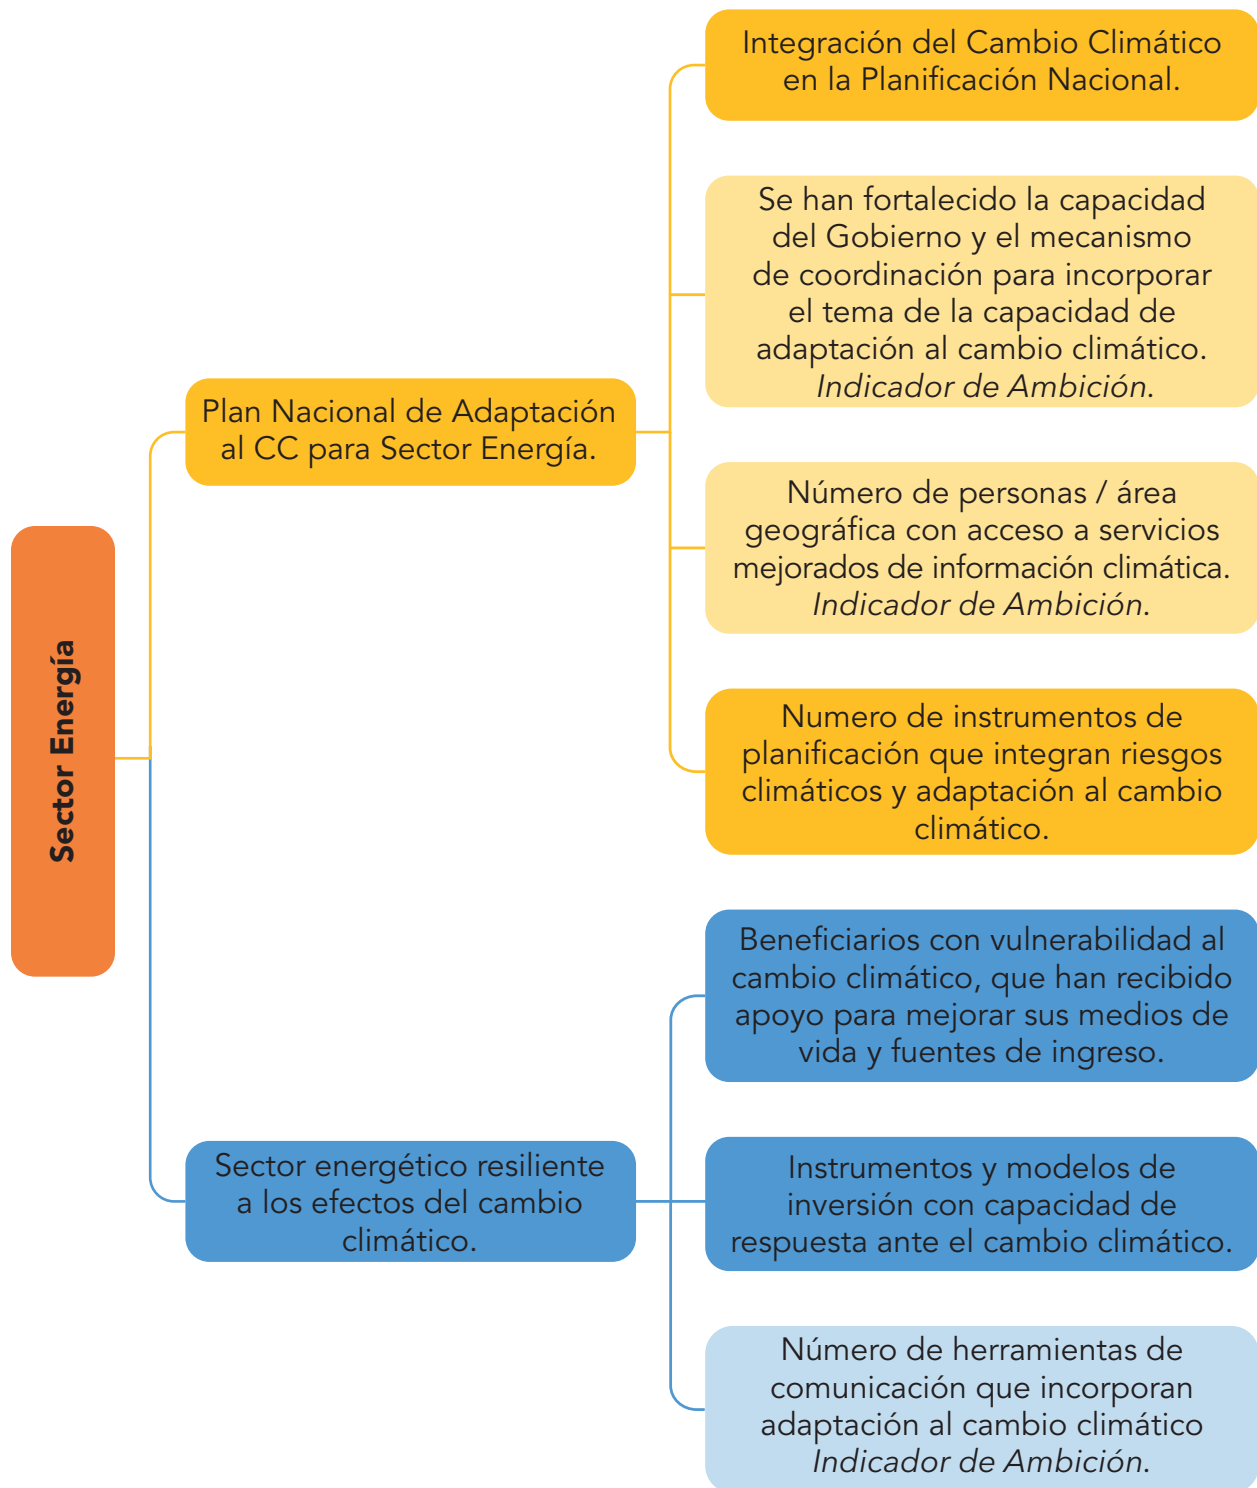 Sector Energía
Plan Nacional de Adaptación
al CC para Sector Energía.
Integración del Cambio Climático
en la Planificación Nacional.
Se han fortalecido la capacidad
del Gobierno y el mecanismo
de coordinación para incorporar
el tema de la capacidad de
adaptación al cambio climático.
Indicador de Ambición.
Número de personas / área
geográfica con acceso a servicios
mejorados de información climática.
Indicador de Ambición.
Numero de instrumentos de
planificación que integran riesgos
climáticos y adaptación al cambio
climático.
Sector energético resiliente
a los efectos del cambio
climático.
Beneficiarios con vulnerabilidad al
cambio climático, que han recibido
apoyo para mejorar sus medios de
vida y fuentes de ingreso.
Instrumentos y modelos de
inversión con capacidad de
respuesta ante el cambio climático.
Número de herramientas de
comunicación que incorporan
adaptación al cambio climático
Indicador de Ambición.